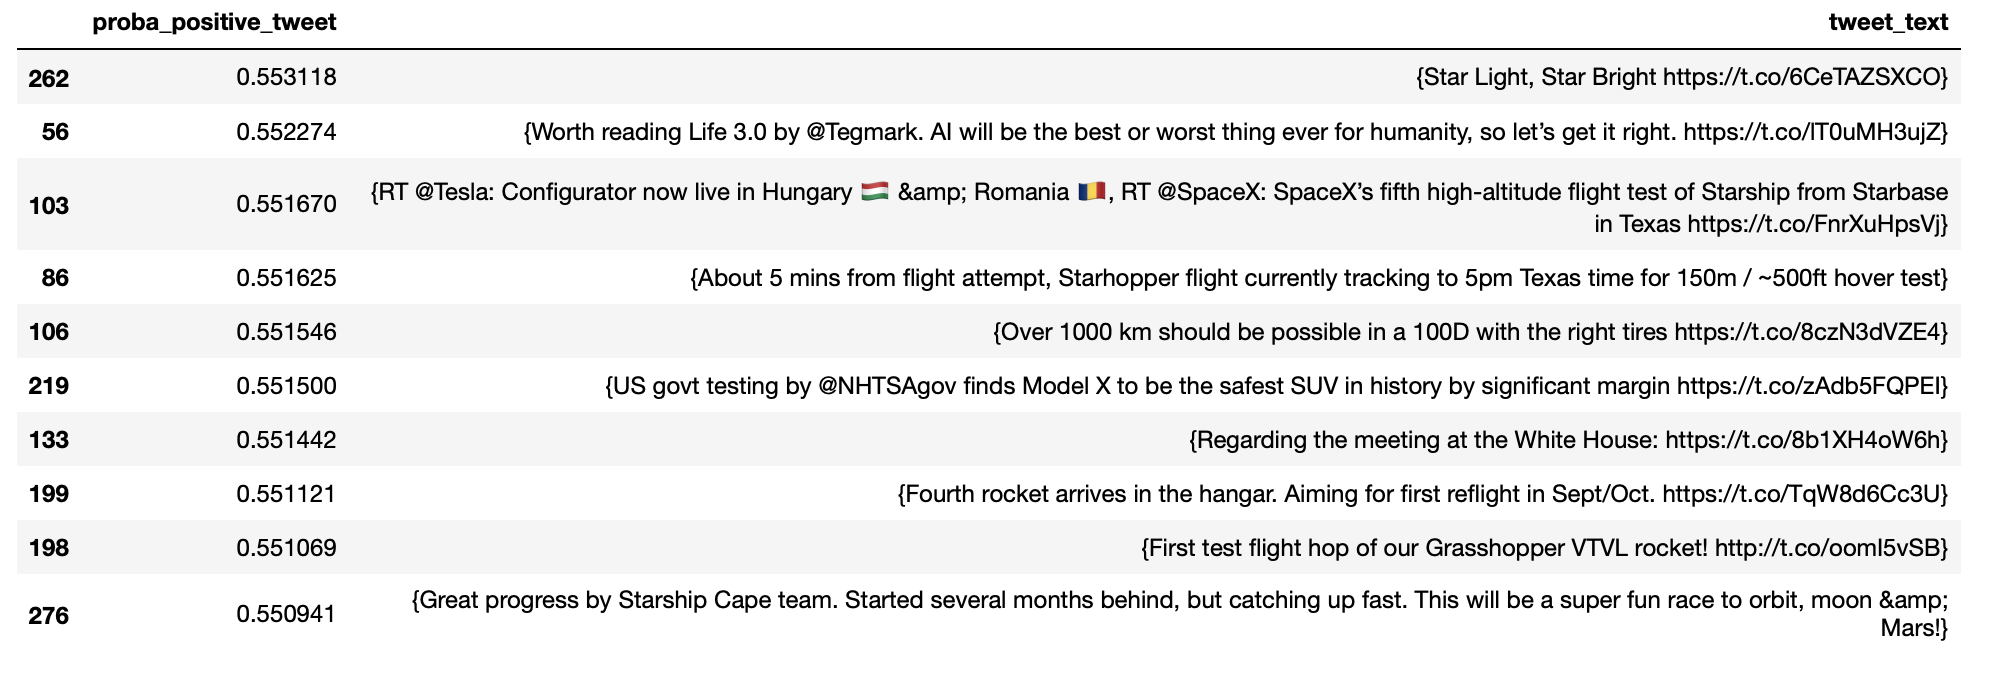 proba_positive_tweet tweet_text
262 0.553118 {Star Light, Star Bright https://t.co/6CeTAZSXCO}
56 0.552274 {Worth reading Life 3.0 by @Tegmark. AI will be the best or worst thing ever for humanity, so let’s get it right. https://t.co/lT0uMH3ujZ}
103 0.551670 {RT @Tesla: Configurator now live in Hungary 🇭🇺 &amp; Romania 🇷🇴, RT @SpaceX: SpaceX’s fifth high-altitude flight test of Starship from Starbase
in Texas https://t.co/FnrXuHpsVj}
86 0.551625 {About 5 mins from flight attempt, Starhopper flight currently tracking to 5pm Texas time for 150m / ~500ft hover test}
106 0.551546 {Over 1000 km should be possible in a 100D with the right tires https://t.co/8czN3dVZE4}
219 0.551500 {US govt testing by @NHTSAgov finds Model X to be the safest SUV in history by significant margin https://t.co/zAdb5FQPEI}
133 0.551442 {Regarding the meeting at the White House: https://t.co/8b1XH4oW6h}
199 0.551121 {Fourth rocket arrives in the hangar. Aiming for first reflight in Sept/Oct. https://t.co/TqW8d6Cc3U}
198 0.551069 {First test flight hop of our Grasshopper VTVL rocket! http://t.co/oomI5vSB}
276 0.550941 {Great progress by Starship Cape team. Started several months behind, but catching up fast. This will be a super fun race to orbit, moon &amp;
Mars!}